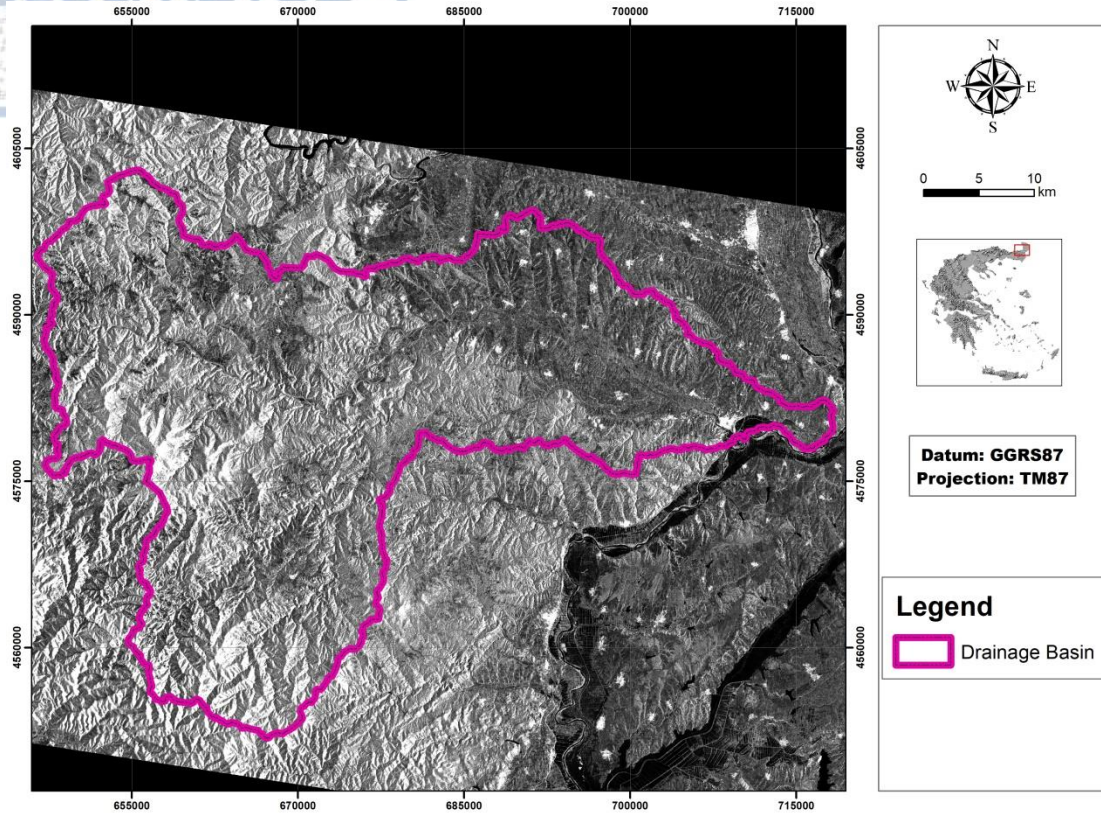 655000 670000 685000 700000 715000
4605000 4605000
4590000 4590000
4575000 4575000
4560000 4560000
655000 670000 685000 700000 715000
N
W E
S
0 5 10
km
Datum: GGRS87
Projection: TM87
Legend
Drainage Basin